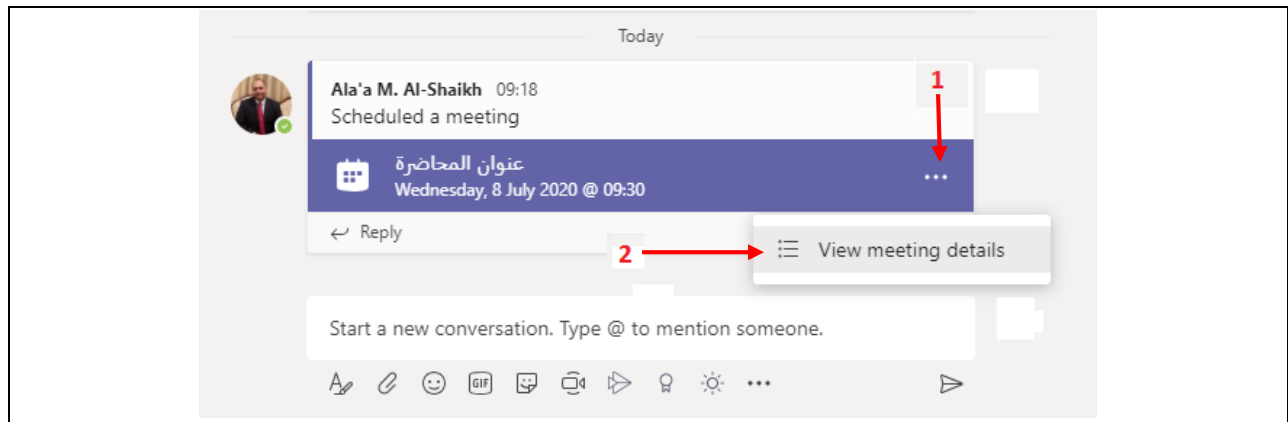 Today
Ala'a M. Al-Shaikh 09:18
1
Scheduled a meeting
عنوان المحاضرة
Wednesday, 8 July 2020 @ 09:30
Reply
2
View meeting details
Start a new conversation. Type @ to mention someone.
GIF